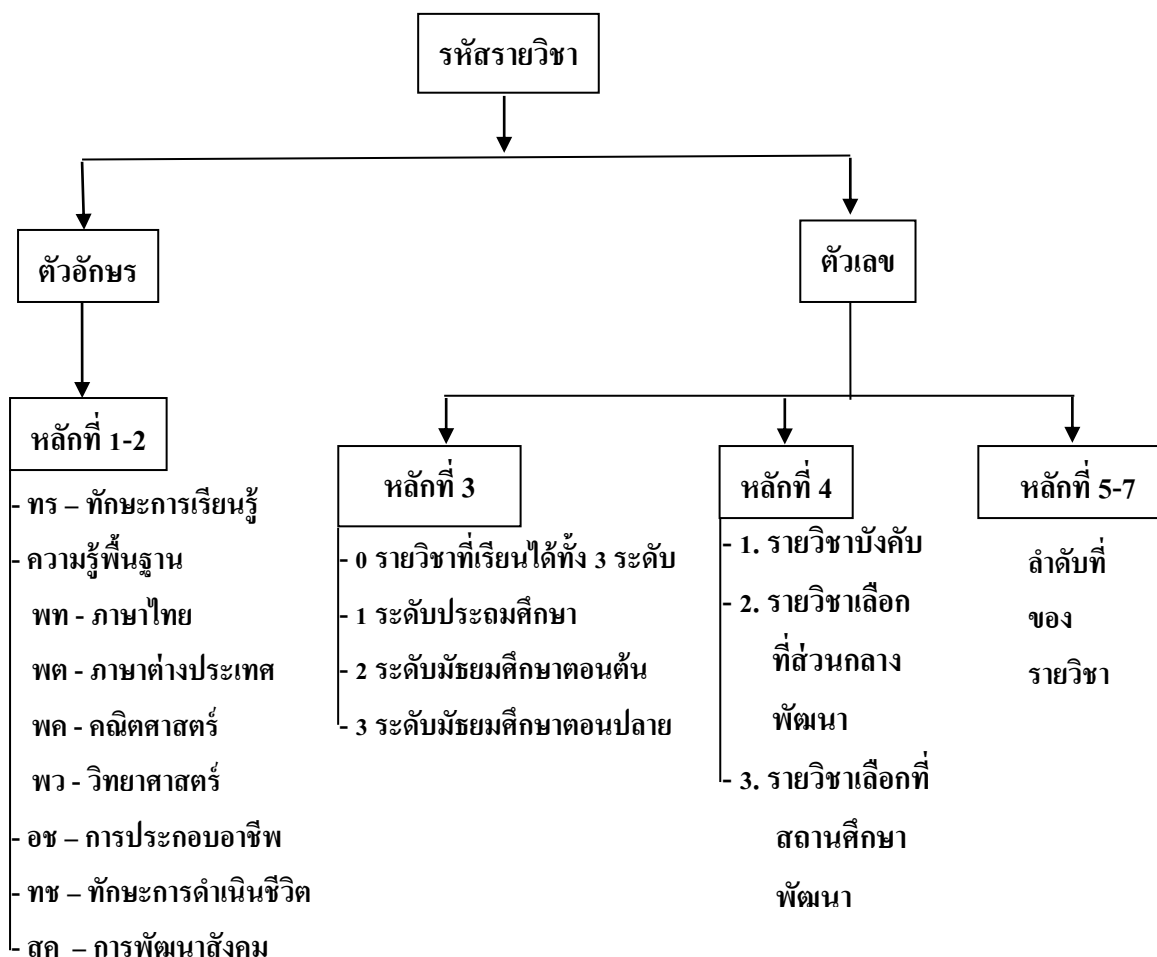 รหัสรายวิชา
ตัวอักษร
ตัวเลข
หลักที่ 1-2
- ทร – ทักษะการเรียนรู้
- ความรู้พื้นฐาน
พท - ภาษาไทย
พต - ภาษาต่างประเทศ
พค - คณิตศาสตร์
พว - วิทยาศาสตร์
- อช – การประกอบอาชีพ
- ทช – ทักษะการดำเนินชีวิต
- สค – การพัฒนาสังคม
หลักที่ 3
- 0 รายวิชาที่เรียนได้ทั้ง 3 ระดับ
- 1 ระดับประถมศึกษา
- 2 ระดับมัธยมศึกษาตอนต้น
- 3 ระดับมัธยมศึกษาตอนปลาย
หลักที่ 4
- 1. รายวิชาบังคับ
- 2. รายวิชาเลือก
ที่ส่วนกลาง
พัฒนา
- 3. รายวิชาเลือกที่
สถานศึกษา
พัฒนา
หลักที่ 5-7
ลำดับที่
ของ
รายวิชา